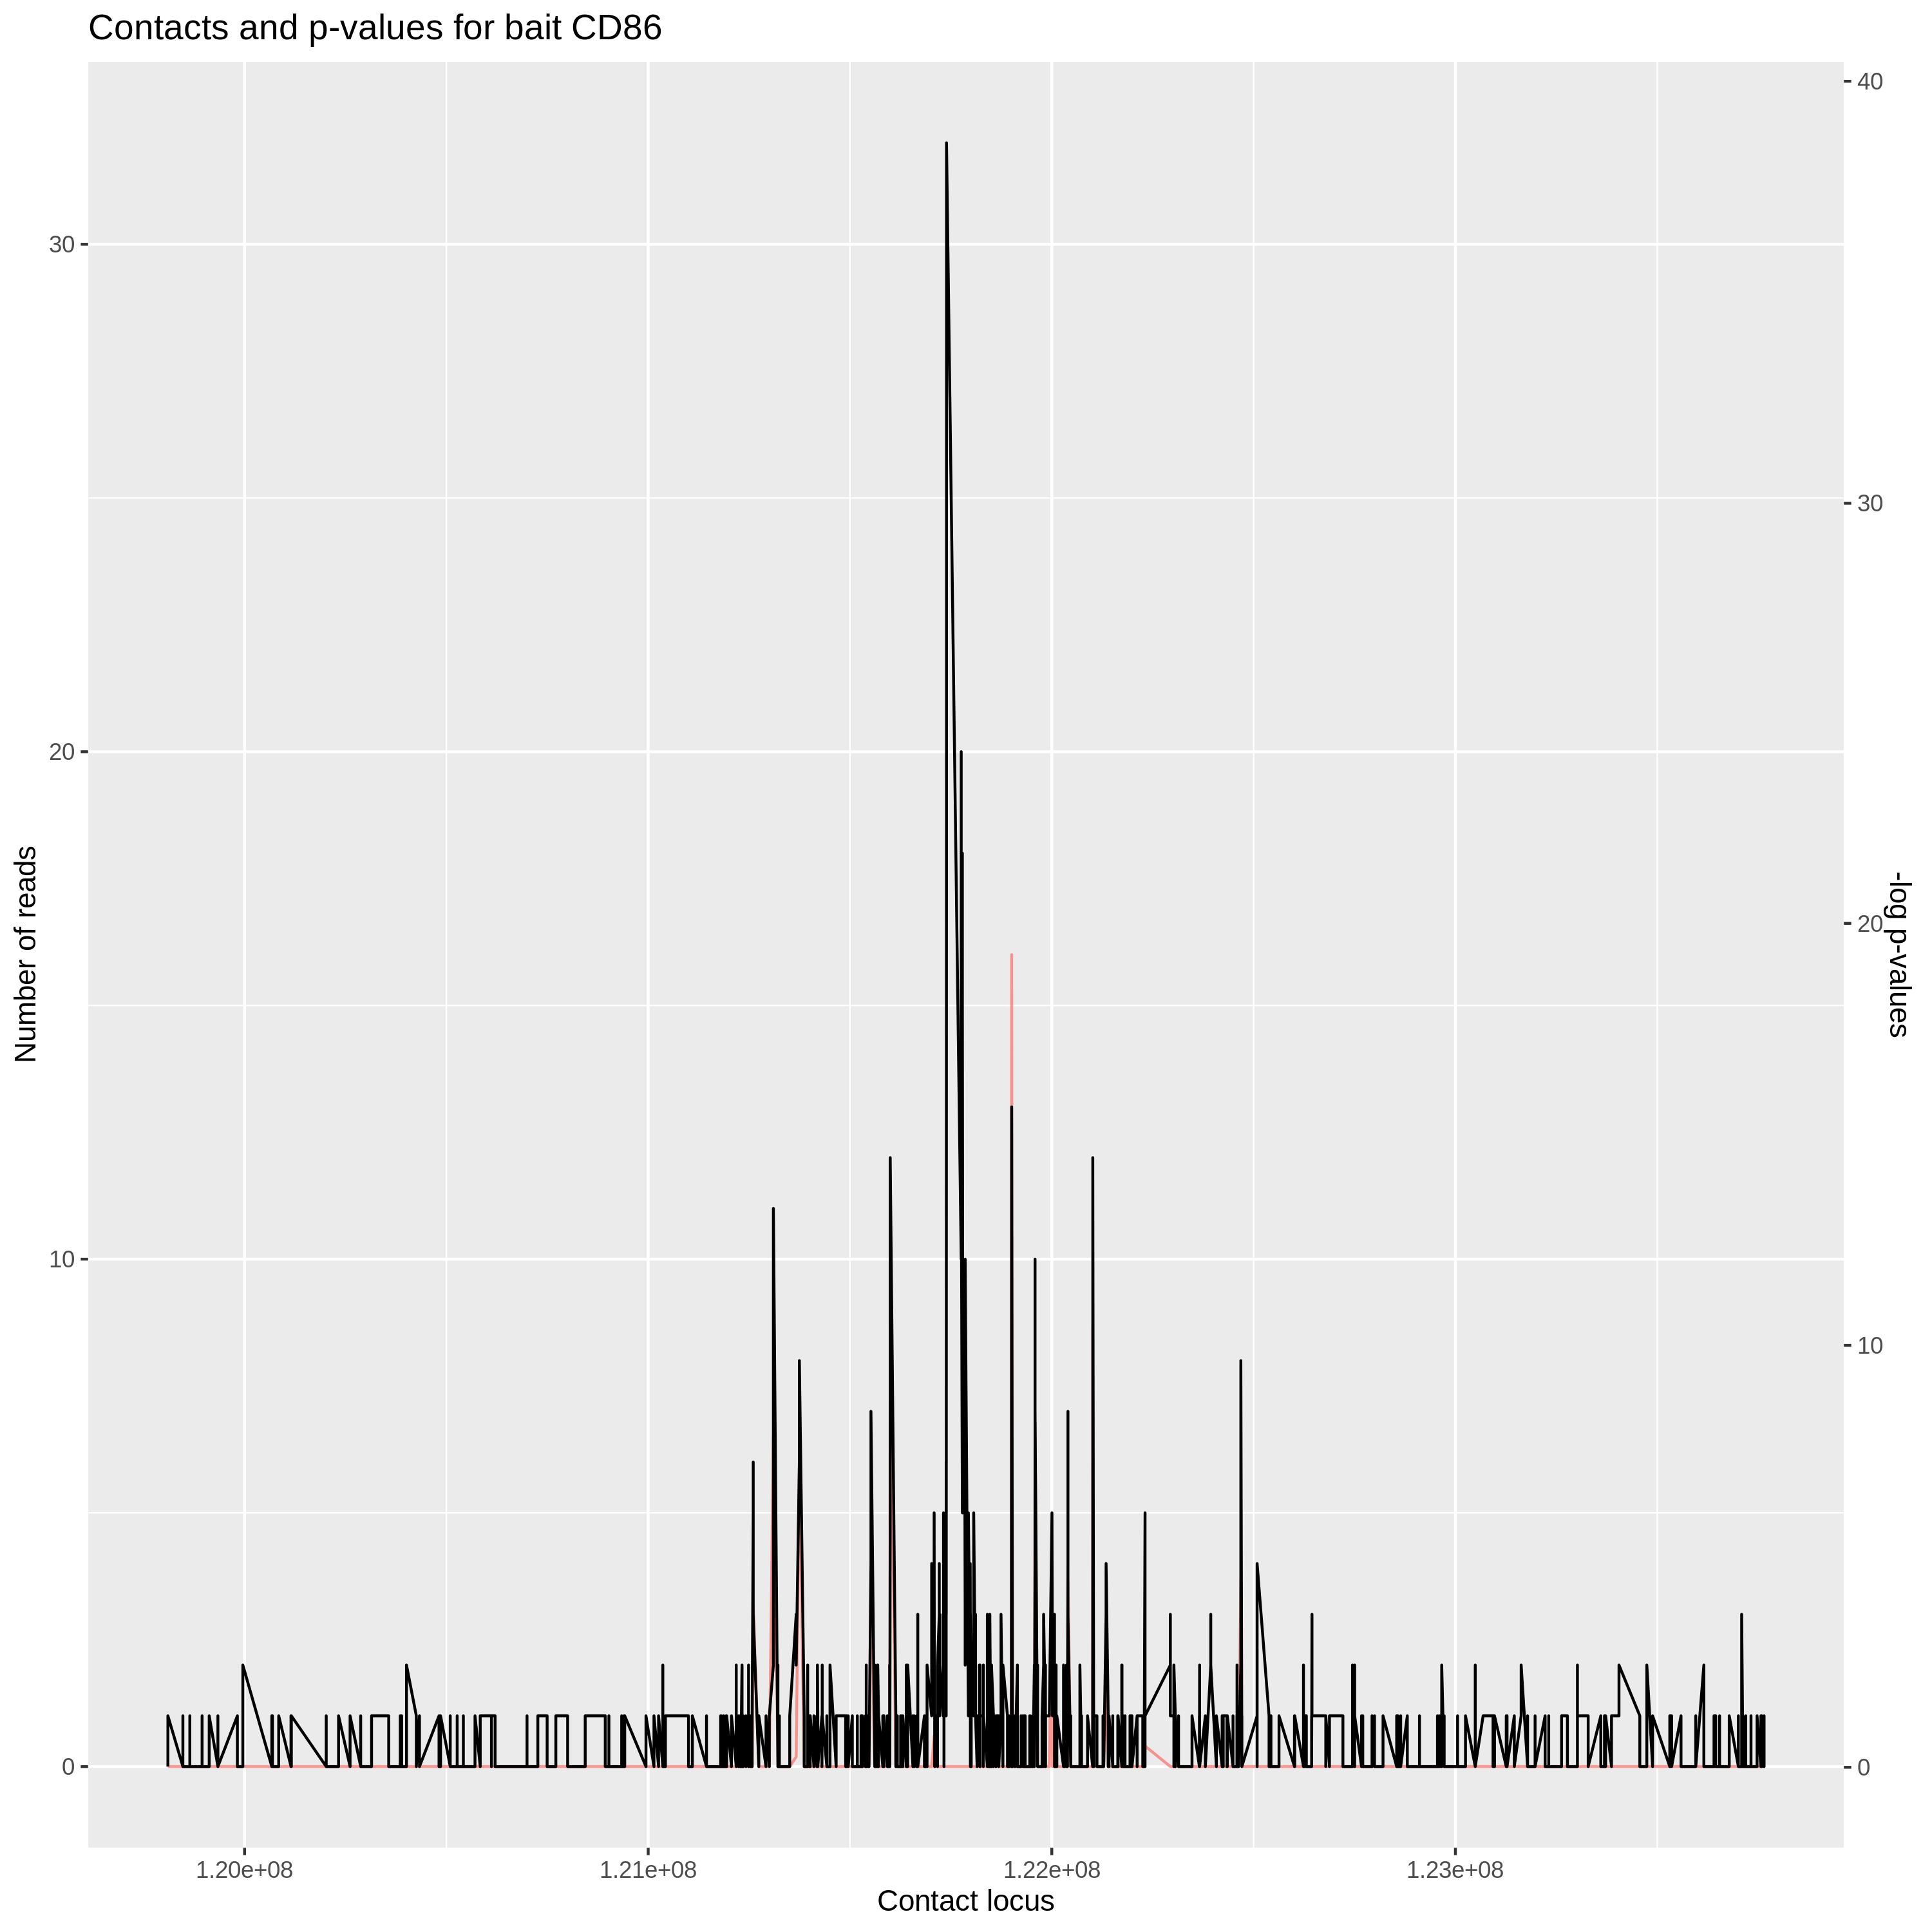 Contacts and p-values for bait CD86
Number of reads
30
20
10
0
40
30
20
10
0
-log p-values
1.20e+08
1.21e+08
1.22e+08
1.23e+08
Contact locus